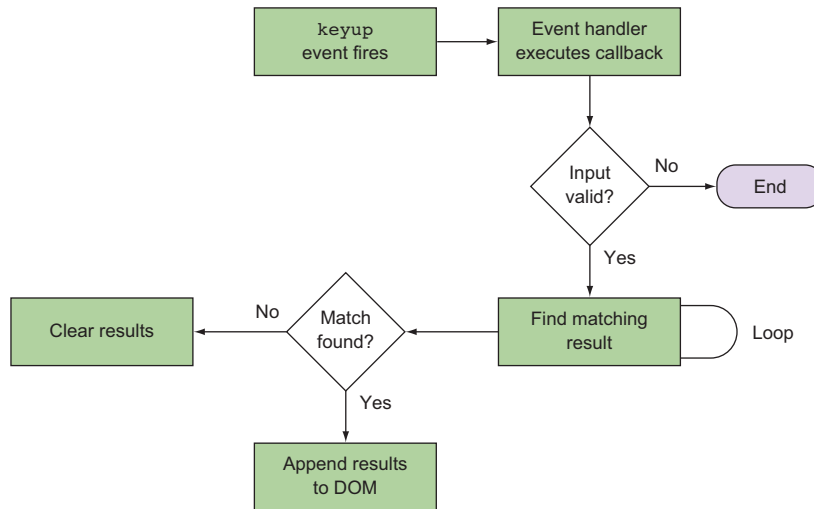 keyup
event fires
Event handler
executes callback
Input
valid?
No
End
Yes
Clear results
No
Match
found?
Find matching
result
Loop
Yes
Append results
to DOM